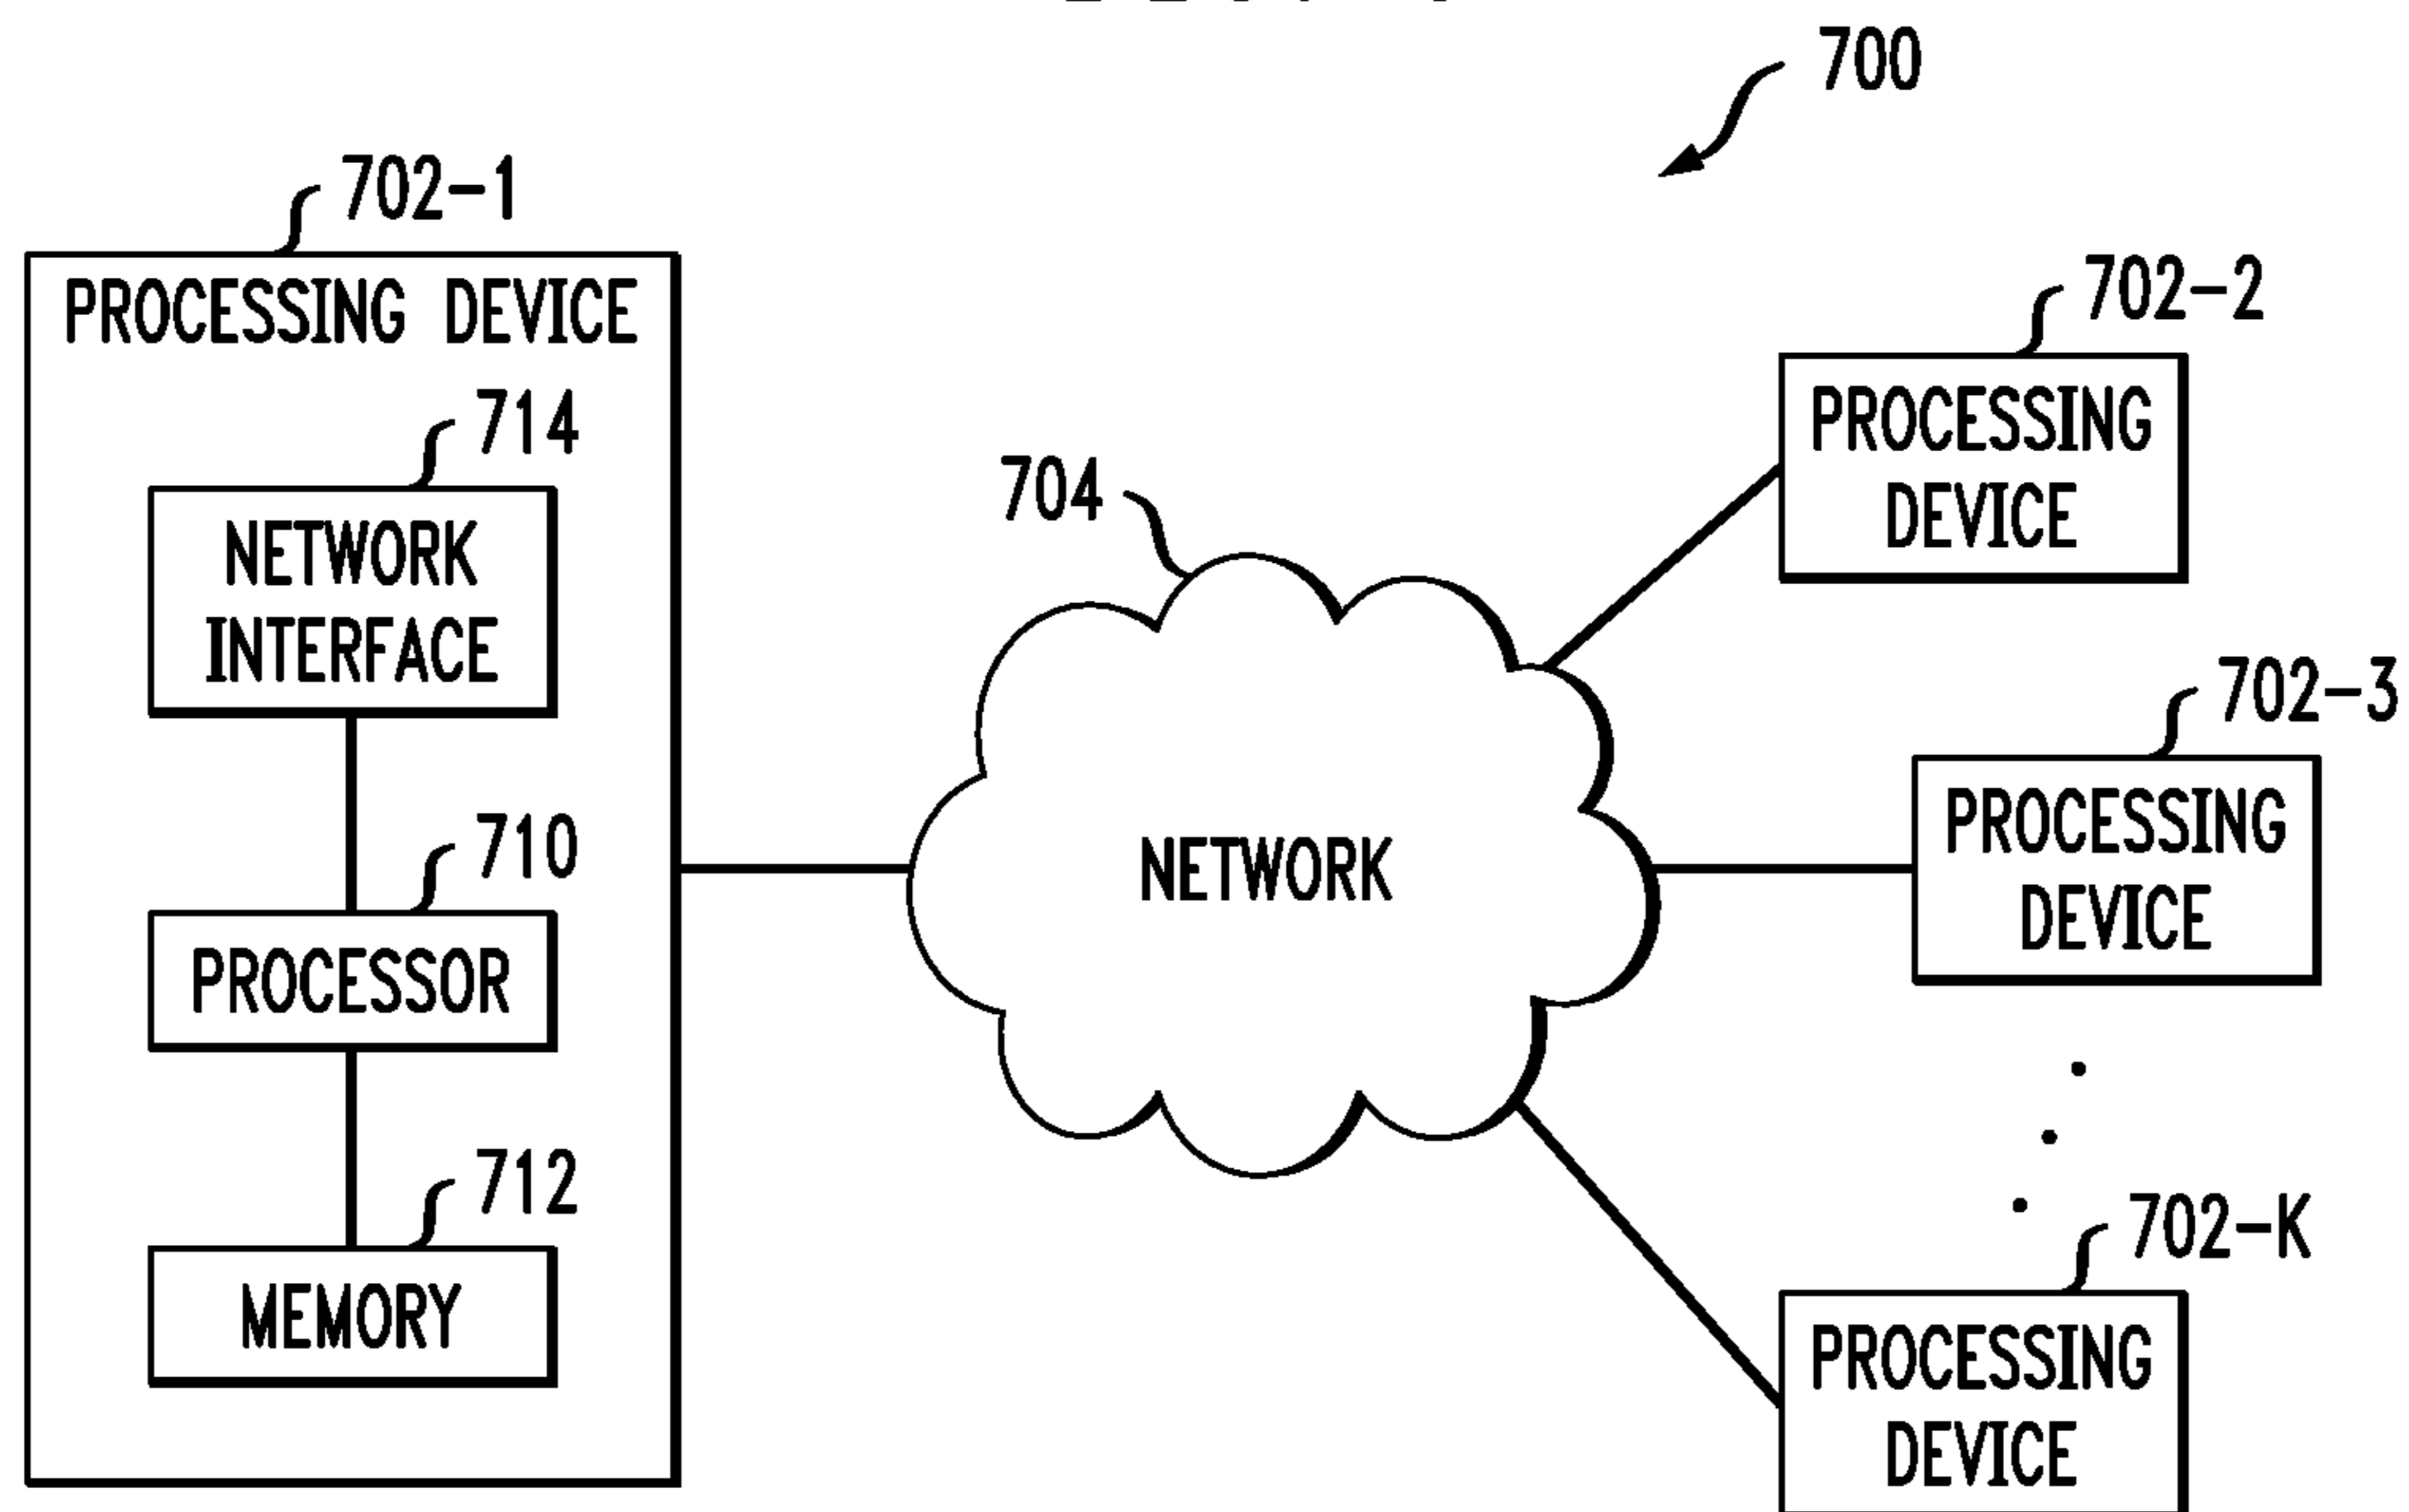 700
702-1
PROCESSING DEVICE
714
NETWORK
INTERFACE
710
PROCESSOR
712
MEMORY
704
NETWORK
702-2
PROCESSING
DEVICE
702-3
PROCESSING
DEVICE
702-K
PROCESSING
DEVICE